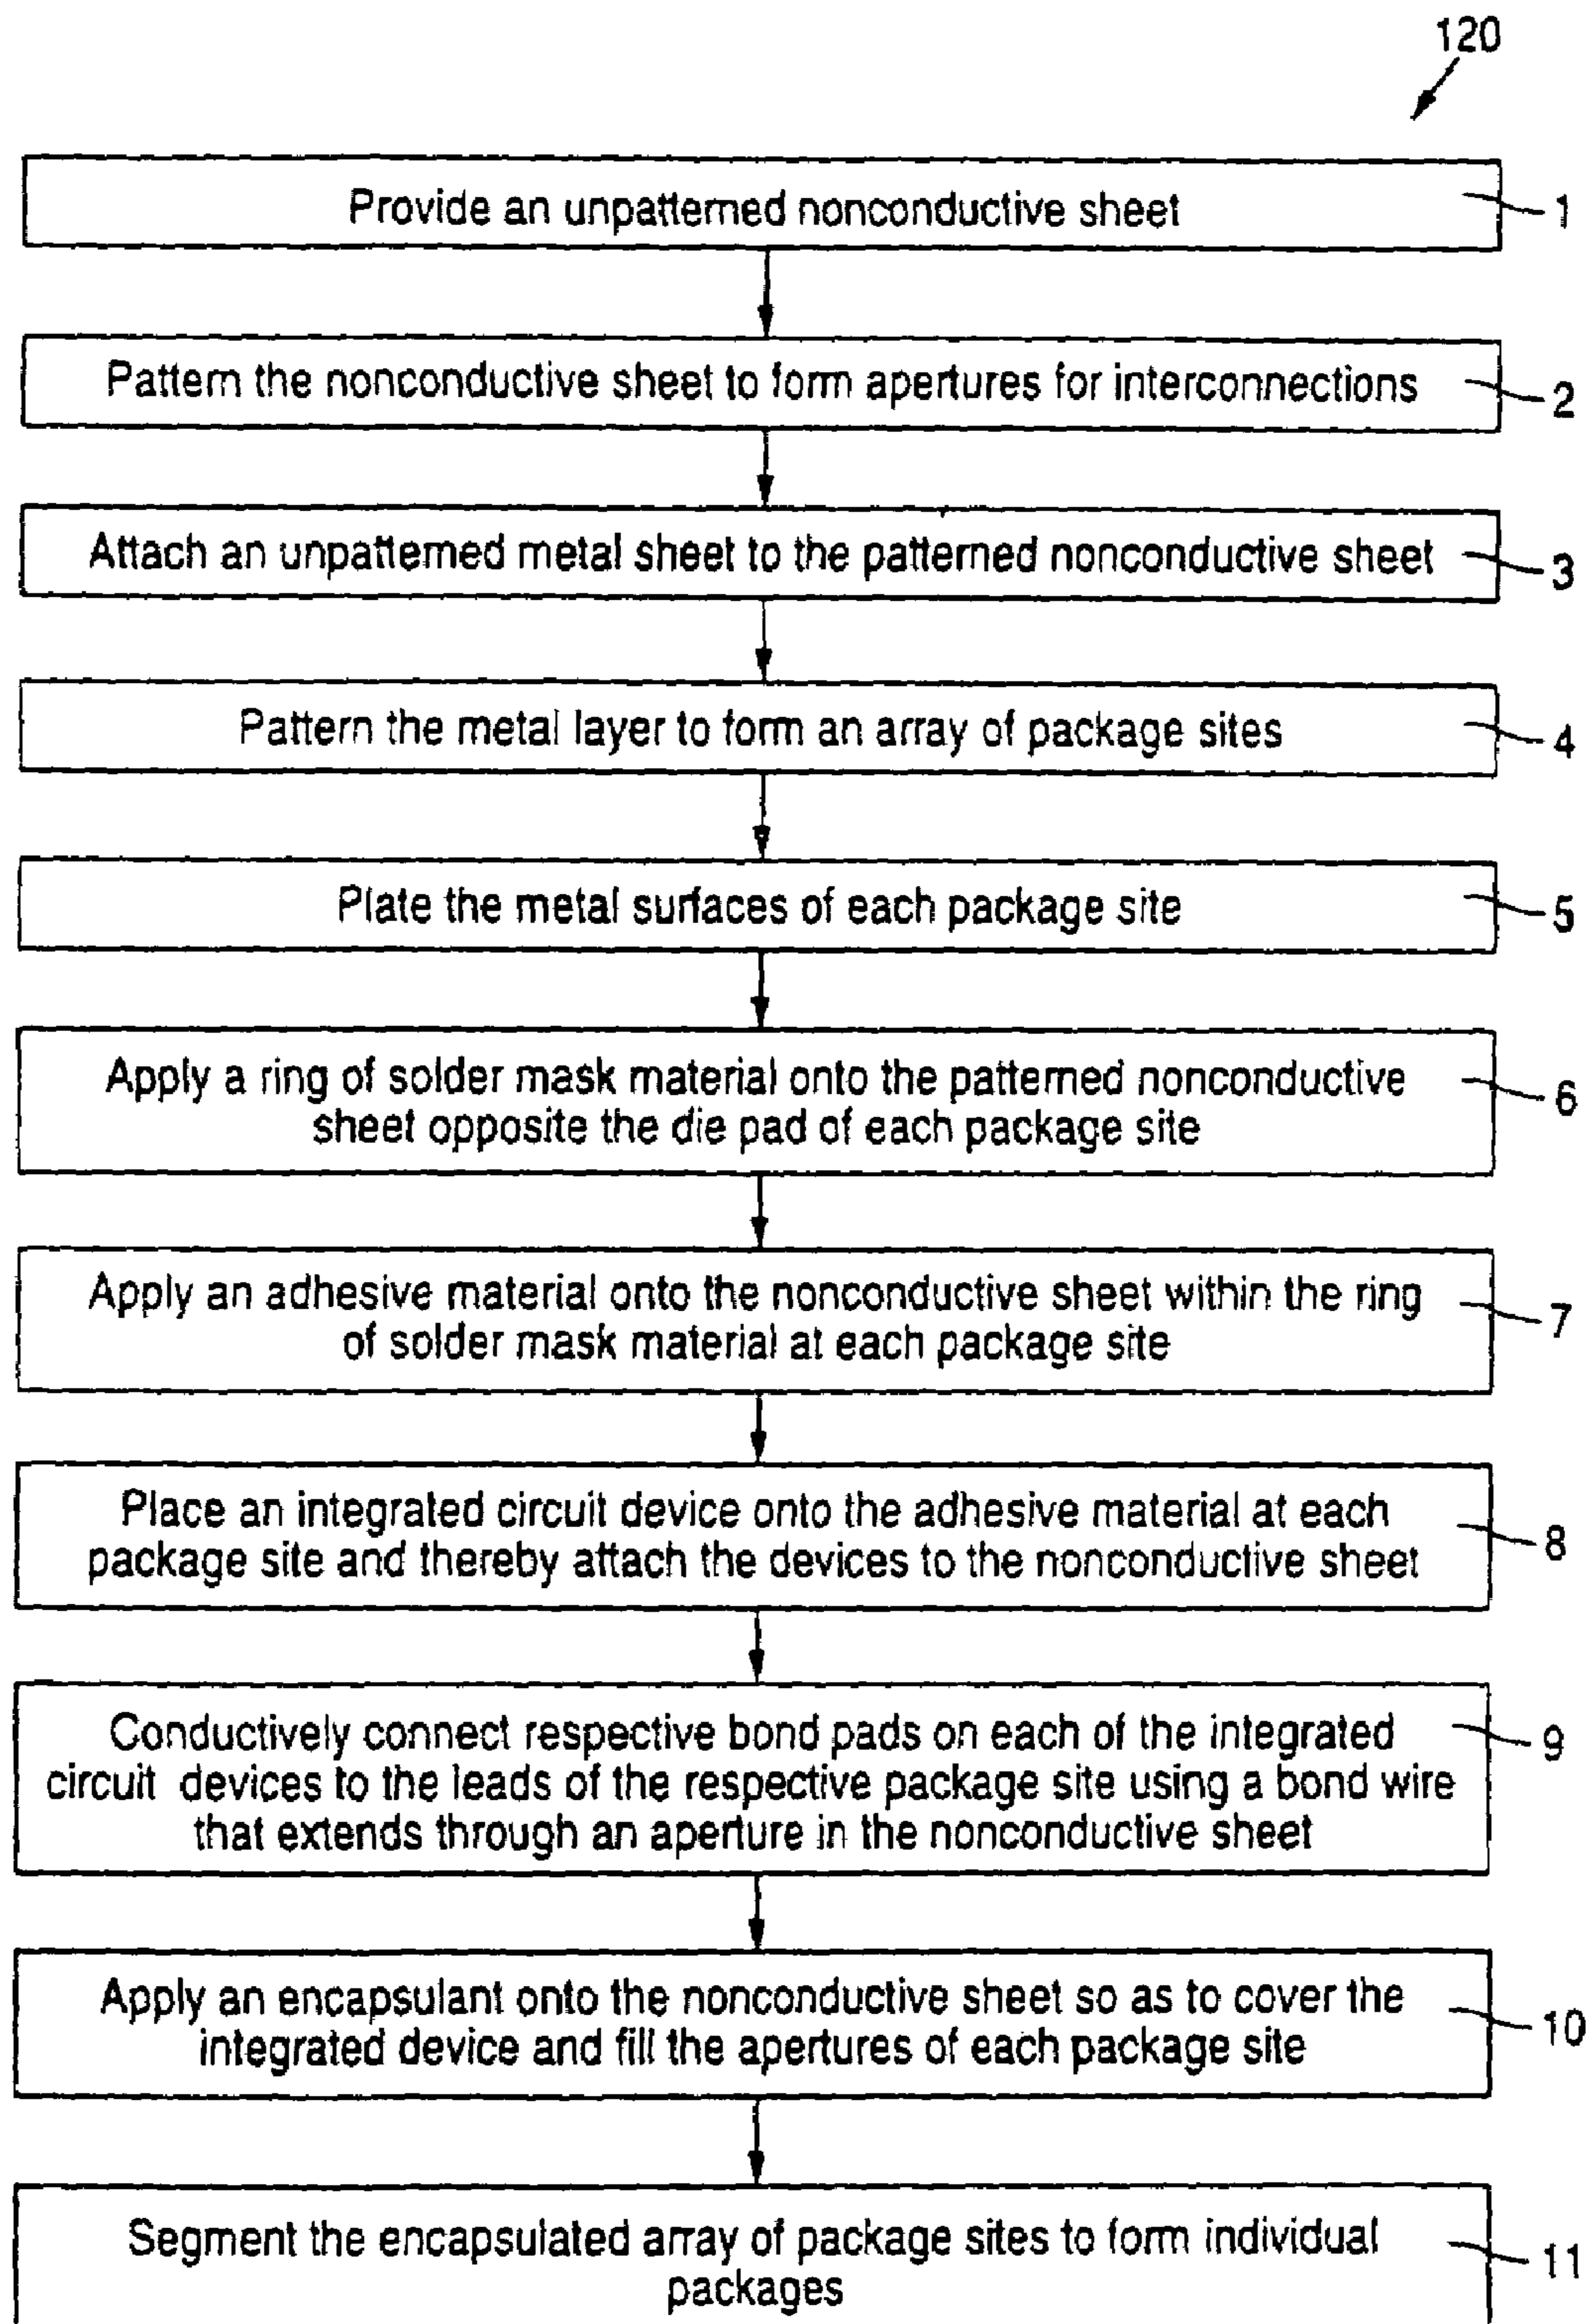 120
Provide an unpatterned nonconductive sheet
1
Pattern the nonconductive sheet to form apertures for interconnections
2
Attach an unpatterned metal sheet to the patterned nonconductive sheet
3
Pattern the metal layer to form an array of package sites
4
Plate the metal surfaces of each package site
5
Apply a ring of solder mask material onto the patterned nonconductive
sheet opposite the die pad of each package site
6
Apply an adhesive material onto the nonconductive sheet within the ring
of solder mask material at each package site
7
Place an integrated circuit device onto the adhesive material at each
package site and thereby attach the devices to the nonconductive sheet
8
Conductively connect respective bond pads on each of the integrated
circuit devices to the leads of the respective package site using a bond wire
that extends through an aperture in the nonconductive sheet
9
Apply an encapsulant onto the nonconductive sheet so as to cover the
integrated device and fill the apertures of each package site
10
Segment the encapsulated array of package sites to form individual
packages
11